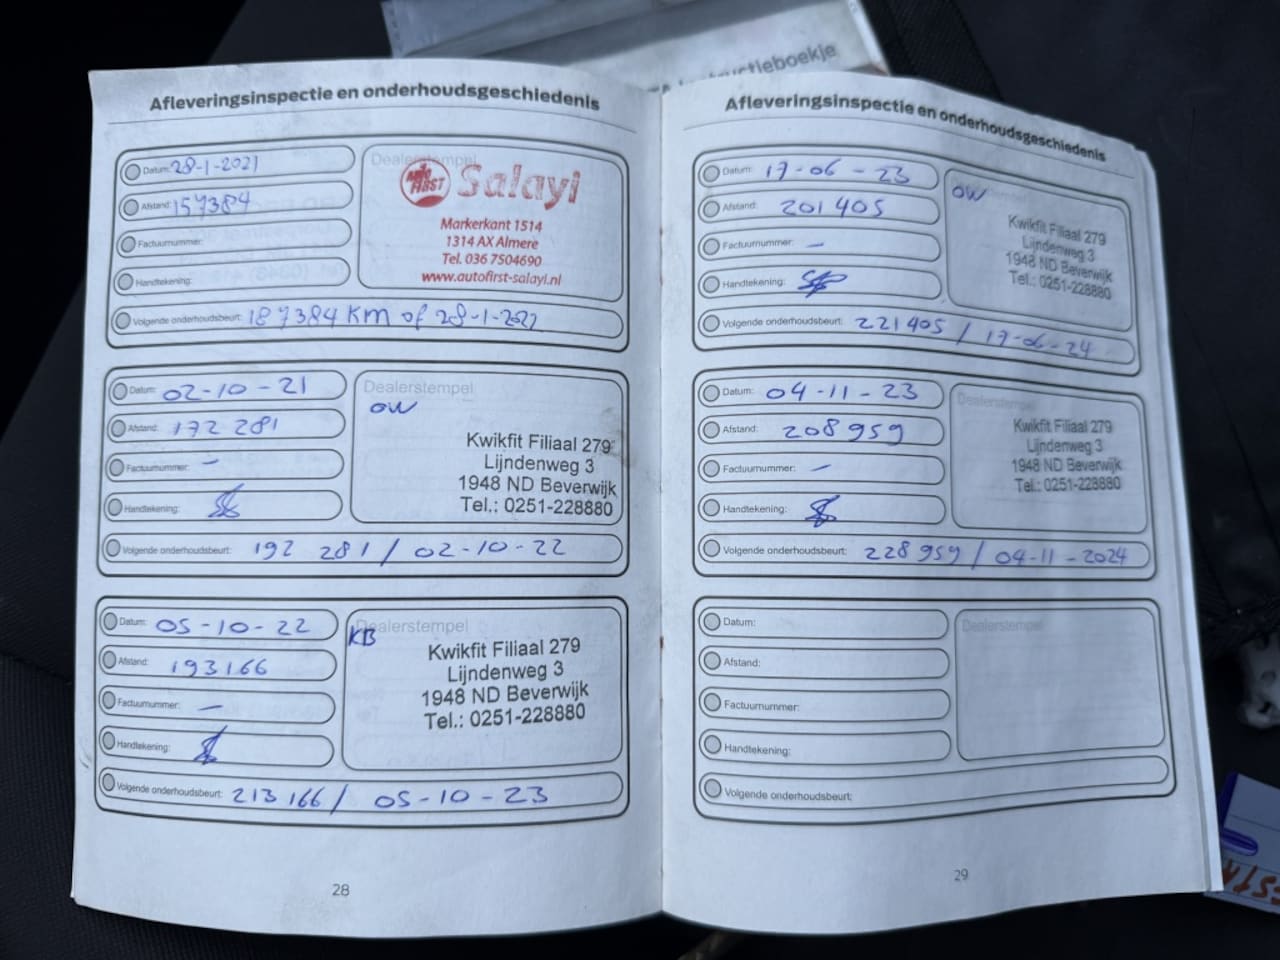 Instructieboekje
Afleveringsinspectie en onderhoudsgeschiedenis
Datum: 28-1-2021
Afstand: 157384
Factuurnummer:
Handtekening:
Volgende onderhoudsbeurt: 187384 KM of 28-1-2022
Dealerstempel
Auto FIRST Salayi
Markerkant 1514
1314 AX Almere
Tel. 036 7504690
www.autofirst-salayi.nl
Datum: 02-10-21
Afstand: 172 281
Factuurnummer: -
Handtekening:
Volgende onderhoudsbeurt: 192 281 / 02-10-22
Dealerstempel
OW
Kwikfit Filiaal 279
Lijndenweg 3
1948 ND Beverwijk
Tel.: 0251-228880
Datum: 05-10-22
Afstand: 193166
Factuurnummer: -
Handtekening:
Volgende onderhoudsbeurt: 213 166 / 05-10-23
Dealerstempel
KB
Kwikfit Filiaal 279
Lijndenweg 3
1948 ND Beverwijk
Tel.: 0251-228880
28
Afleveringsinspectie en onderhoudsgeschiedenis
Datum: 17-06-23
Afstand: 201405
Factuurnummer: -
Handtekening:
Volgende onderhoudsbeurt: 221405 / 17-06-24
OW
Kwikfit Filiaal 279
Lijndenweg 3
1948 ND Beverwijk
Tel.: 0251-228880
Datum: 04-11-23
Afstand: 208959
Factuurnummer: -
Handtekening:
Volgende onderhoudsbeurt: 228959 / 04-11-2024
Dealerstempel
Kwikfit Filiaal 279
Lijndenweg 3
1948 ND Beverwijk
Tel.: 0251-228880
Datum:
Afstand:
Factuurnummer:
Handtekening:
Volgende onderhoudsbeurt:
Dealerstempel
29